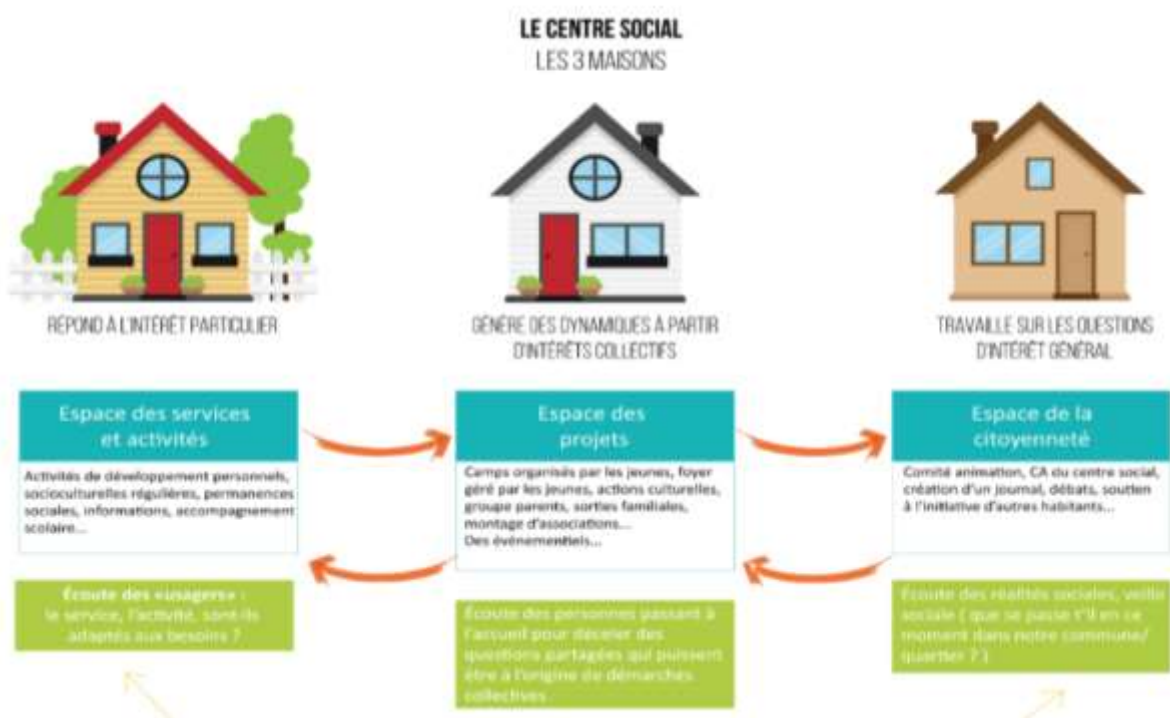 LE CENTRE SOCIAL
LES 3 MAISONS
RÉPOND À L'INTÉRÊT PARTICULIER
GÉNÈRE DES DYNAMIQUES À PARTIR
D'INTÉRÊTS COLLECTIFS
TRAVAILLE SUR LES QUESTIONS
D'INTÉRÊT GÉNÉRAL
Espace des services
et activités
Activités de développement personnels,
socioculturelles régulières, permanences
sociales, informations, accompagnement
scolaire...
Écoute des «usagers» :
le service, l'activité, sont-ils
adaptés aux besoins ?
Espace des
projets
Camps organisés par les jeunes, foyer
géré par les jeunes, actions culturelles,
groupe parents, sorties familiales,
montage d'associations...
Des événementiels...
Écoute des personnes passant à
l'accueil pour déceler des
questions partagées qui puissent
être à l'origine de démarches
collectives
Espace de la
citoyenneté
Comité animation, CA du centre social,
création d'un journal, débats, soutien
à l'initiative d'autres habitants...
Écoute des réalités sociales, veille
sociale ( que se passe t'il en ce
moment dans notre commune/
quartier ? )